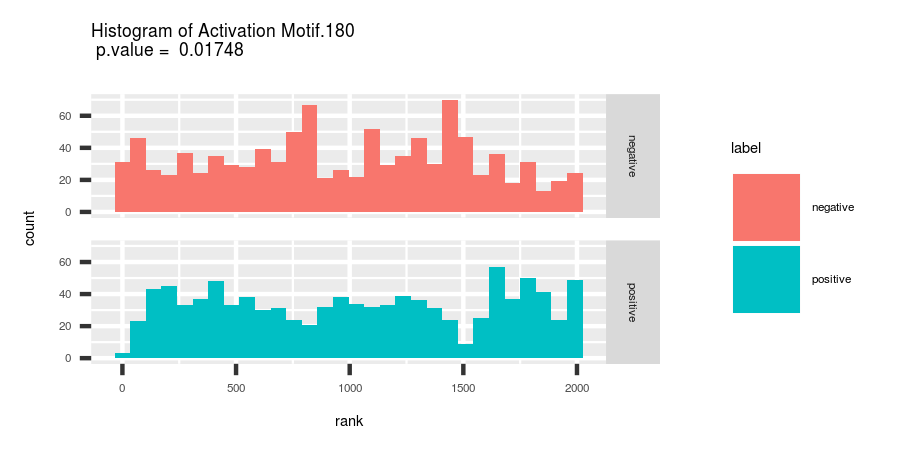 Histogram of Activation Motif.180
p.value = 0.01748
count
60
40
20
0
negative
60
40
20
0
positive
0 500 1000 1500 2000
rank
label
negative
positive